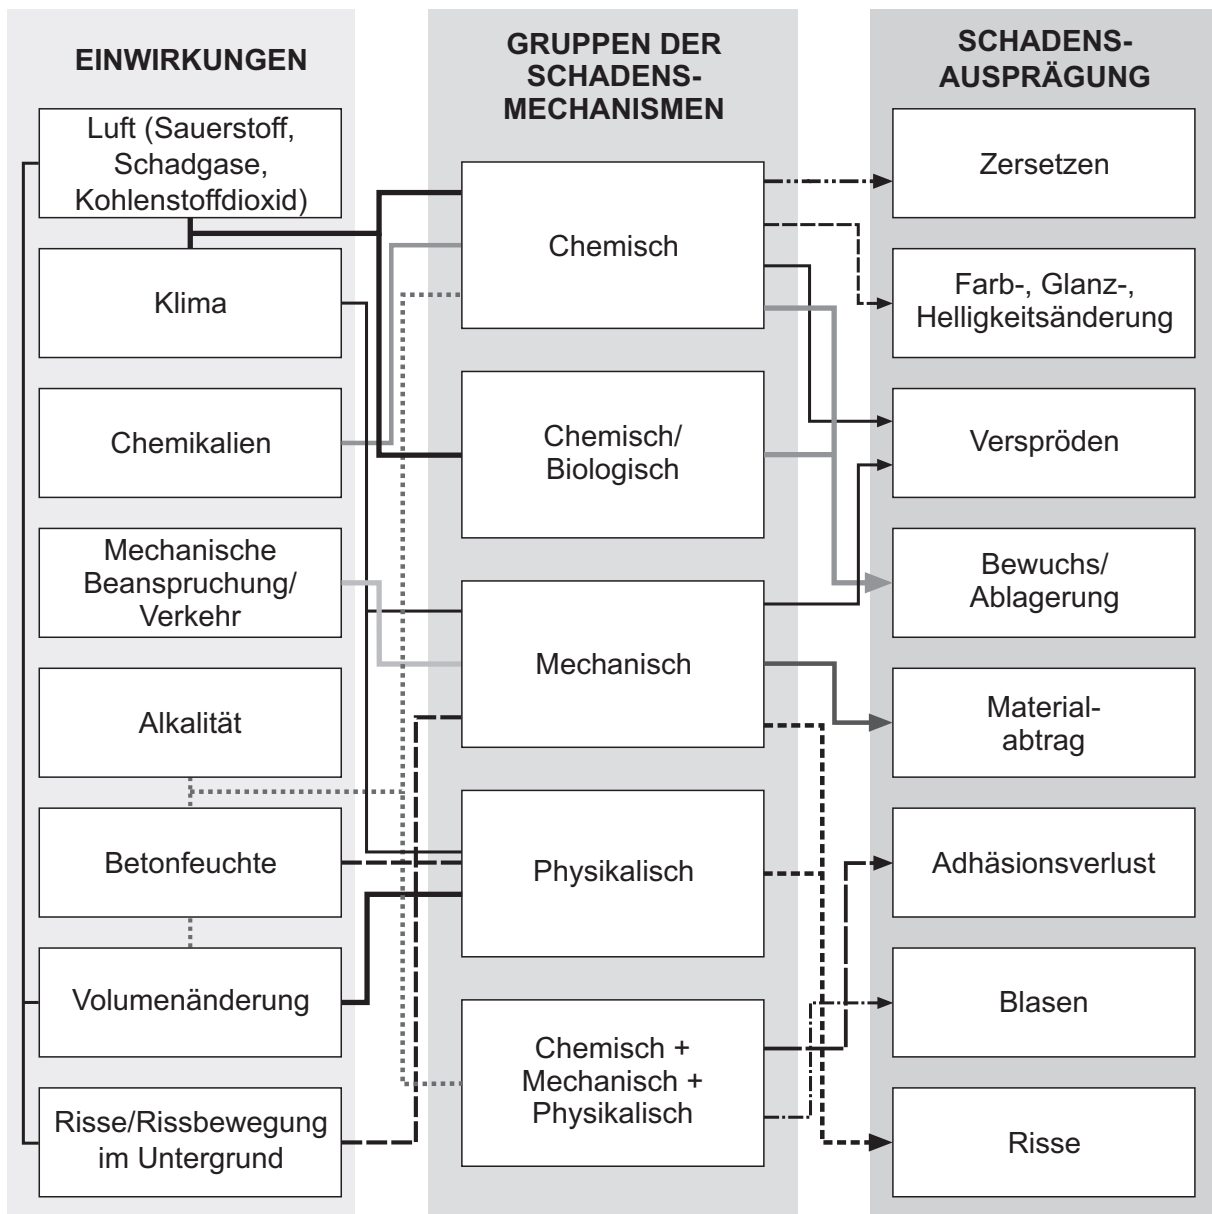 EINWIRKUNGEN
Luft (Sauerstoff,
Schadgase,
Kohlenstoffdioxid)
Klima
Chemikalien
Mechanische
Beanspruchung/
Verkehr
Alkalität
Betonfeuchte
Volumenänderung
Risse/Rissbewegung
im Untergrund
GRUPPEN DER
SCHADENS-
MECHANISMEN
Chemisch
Chemisch/
Biologisch
Mechanisch
Physikalisch
Chemisch +
Mechanisch +
Physikalisch
SCHADENS-
AUSPRÄGUNG
Zersetzen
Farb-, Glanz-,
Helligkeitsänderung
Verspröden
Bewuchs/
Ablagerung
Material-
abtrag
Adhäsionsverlust
Blasen
Risse